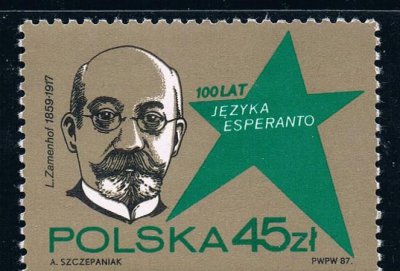 100 LAT
JĘZYKA
ESPERANTO
L. Zamenhof 1859-1917
POLSKA 45zł
A. SZCZEPANIAK
PWPW 87.